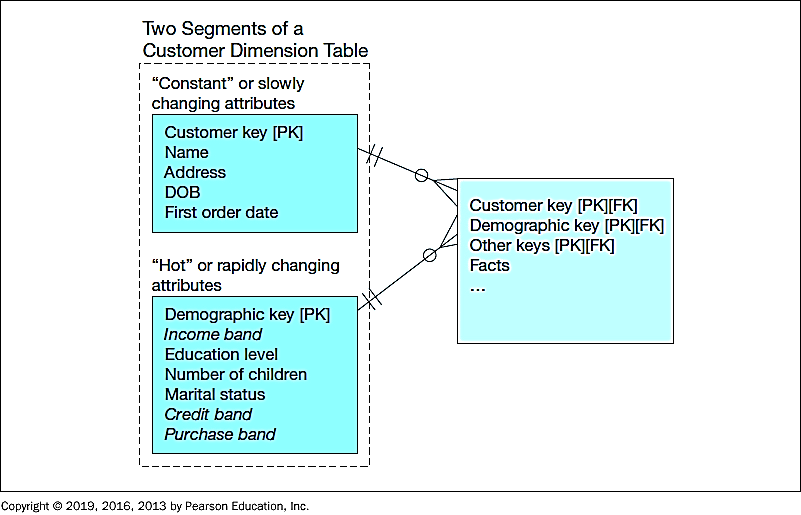 Two Segments of a
Customer Dimension Table
“Constant” or slowly
changing attributes
Customer key [PK]
Name
Address
DOB
First order date
“Hot” or rapidly changing
attributes
Demographic key [PK]
Income band
Education level
Number of children
Marital status
Credit band
Purchase band
Customer key [PK][FK]
Demographic key [PK][FK]
Other keys [PK][FK]
Facts
…
Copyright © 2019, 2016, 2013 by Pearson Education, Inc.